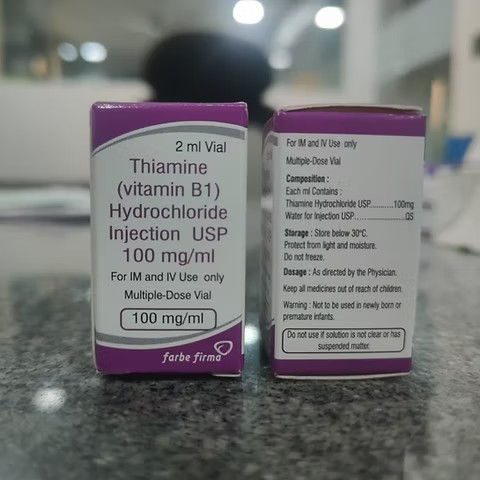 2 ml Vial
Thiamine
(vitamin B1)
Hydrochloride
Injection USP
100 mg/ml
For IM and IV Use only
Multiple-Dose Vial
100 mg/ml
farbe firma
For IM and IV Use only
Multiple-Dose Vial
Composition :
Each ml Contains :
Thiamine Hydrochloride USP..........100mg
Water for Injection USP......................QS
Storage : Store below 30°C.
Protect from light and moisture.
Do not freeze.
Dosage : As directed by the Physician.
Keep all medicines out of reach of children.
Warning : Not to be used in newly born or
premature infants.
Do not use if solution is not clear or has
suspended matter.